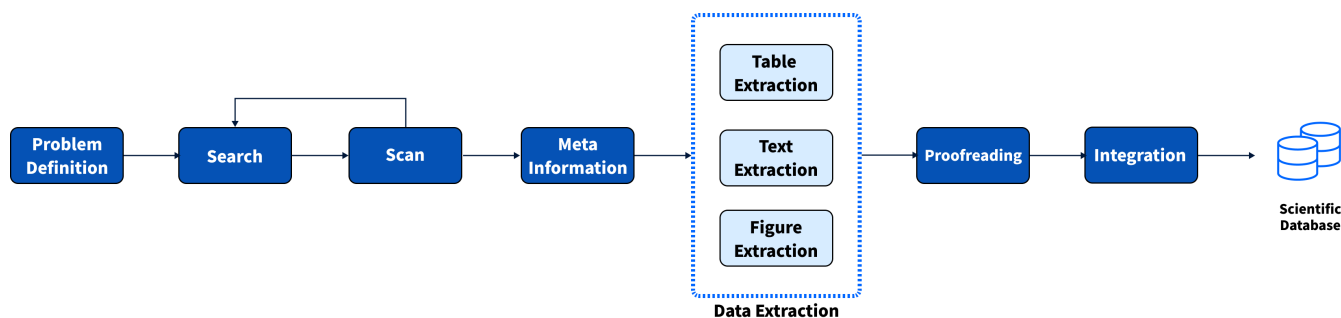 Problem
Definition
Search
Scan
Meta
Information
Table
Extraction
Text
Extraction
Figure
Extraction
Data Extraction
Proofreading
Integration
Scientific
Database